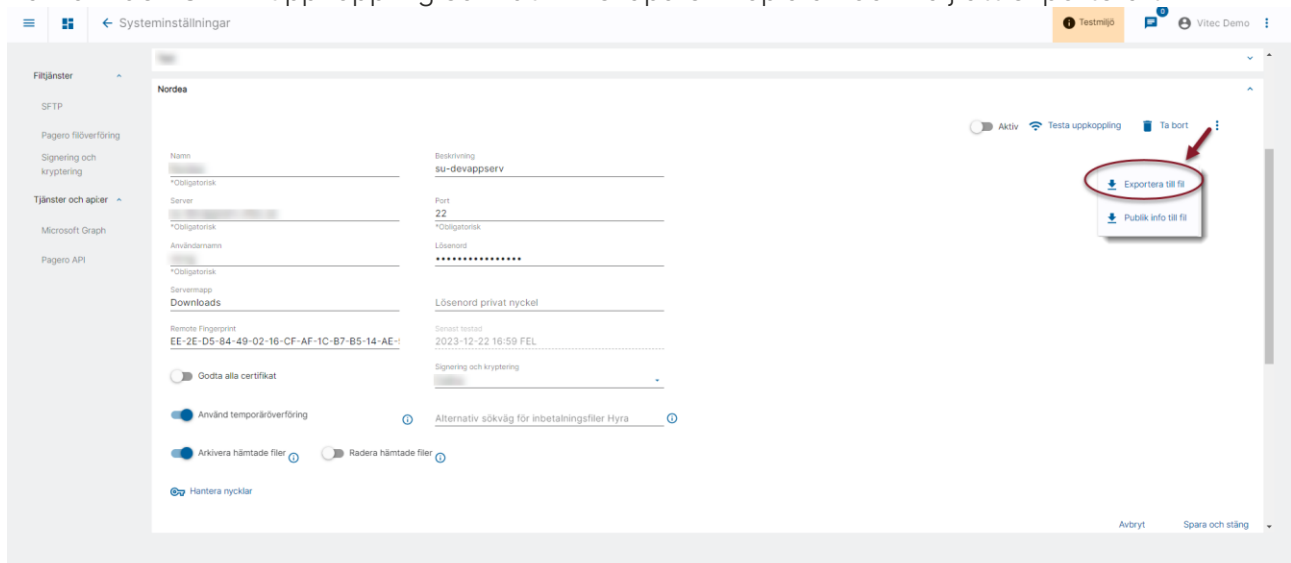 Systeminställningar
Testmiljö
0
Vitec Demo
Filtjänster
SFTP
Pagero filöverföring
Signering och
kryptering
Tjänster och api:er
Microsoft Graph
Pagero API
Nordea
Aktiv
Testa uppkoppling
Ta bort
Exportera till fil
Publik info till fil
Namn
*Obligatorisk
Beskrivning
su-devappserv
Server
*Obligatorisk
Port
22
*Obligatorisk
Användarnamn
*Obligatorisk
Lösenord
••••••••••••••••
Servermapp
Downloads
Lösenord privat nyckel
Remote Fingerprint
EE-2E-D5-84-49-02-16-CF-AF-1C-B7-B5-14-AE-
Senast testad
2023-12-22 16:59 FEL
Godta alla certifikat
Signering och kryptering
Använd temporäröverföring
Alternativ sökväg för inbetalningsfiler Hyra
Arkivera hämtade filer
Radera hämtade filer
Hantera nycklar
Avbryt
Spara och stäng